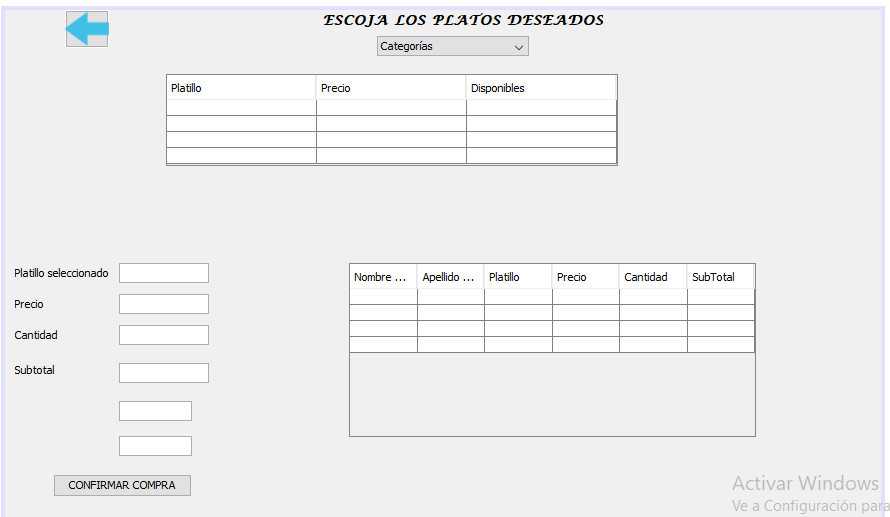 ESCOJA LOS PLATOS DESEADOS
Categorías
Platillo Precio Disponibles
Platillo seleccionado
Precio
Cantidad
Subtotal
CONFIRMAR COMPRA
Nombre ... Apellido ... Platillo Precio Cantidad SubTotal
Activar Windows
Ve a Configuración para